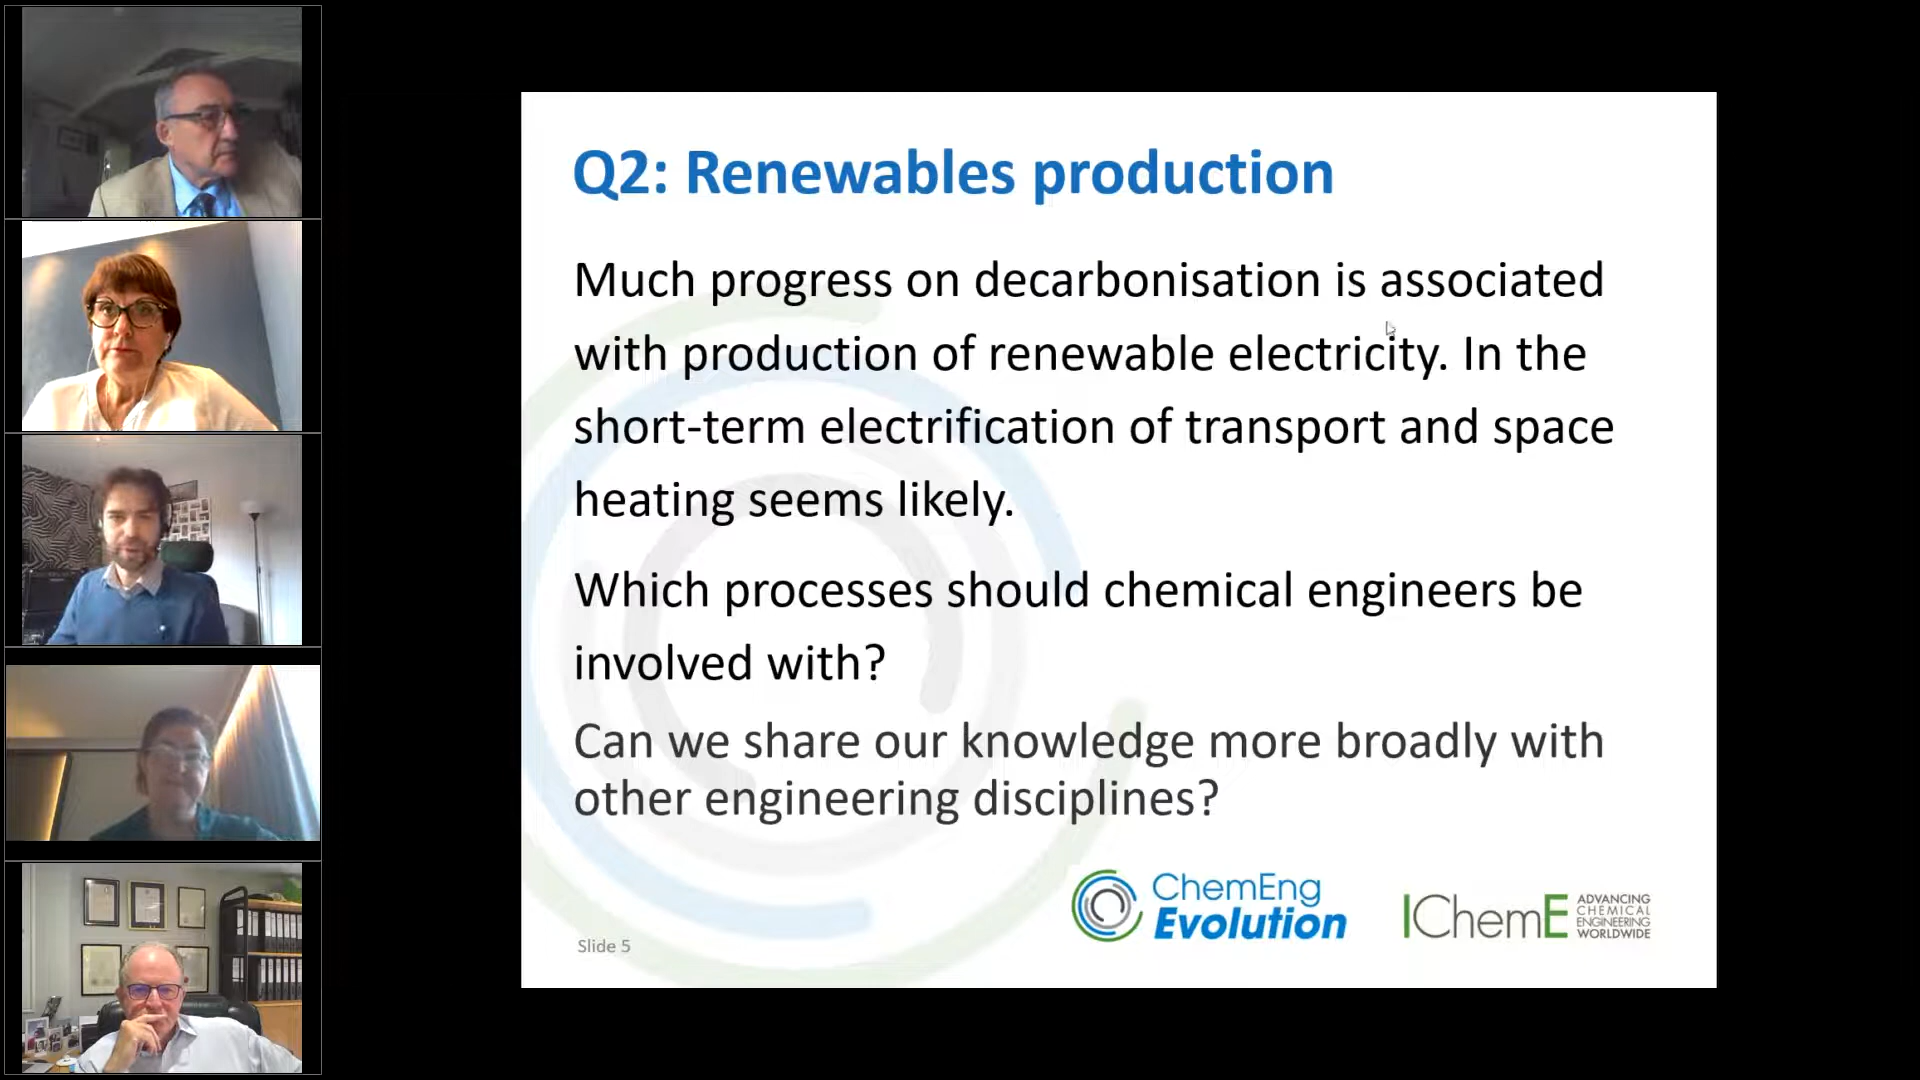 Q2: Renewables production
Much progress on decarbonisation is associated
with production of renewable electricity. In the
short-term electrification of transport and space
heating seems likely.
Which processes should chemical engineers be
involved with?
Can we share our knowledge more broadly with
other engineering disciplines?
Slide 5
ChemEng
Evolution
IChemE
ADVANCING
CHEMICAL
ENGINEERING
WORLDWIDE